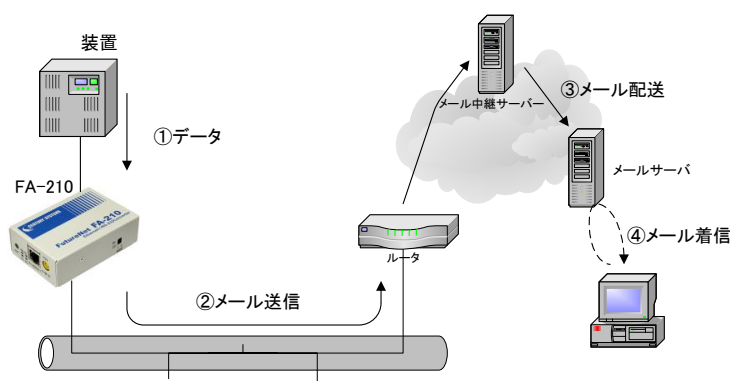 装置
①データ
FA-210
CENTURY SYSTEMS
FutureNet FA-210
②メール送信
ルータ
メール中継サーバー
③メール配送
メールサーバ
④メール着信